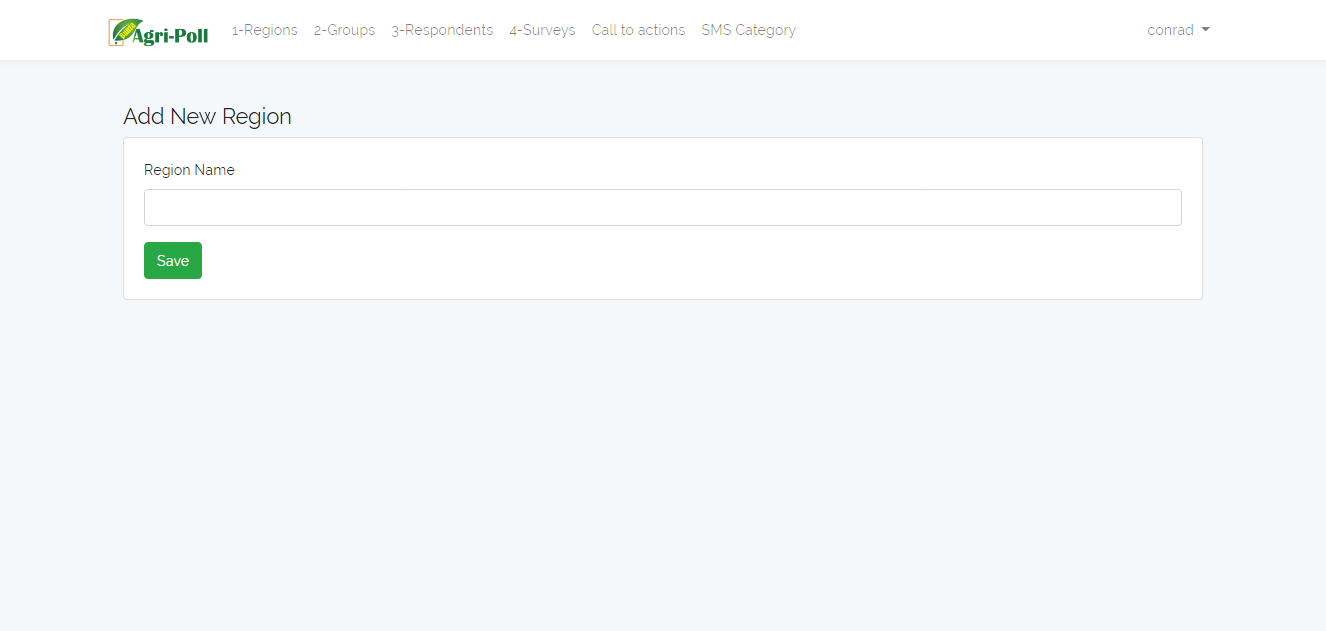 Agri-Poll 1-Regions 2-Groups 3-Respondents 4-Surveys Call to actions SMS Category conrad
Add New Region
Region Name
Save